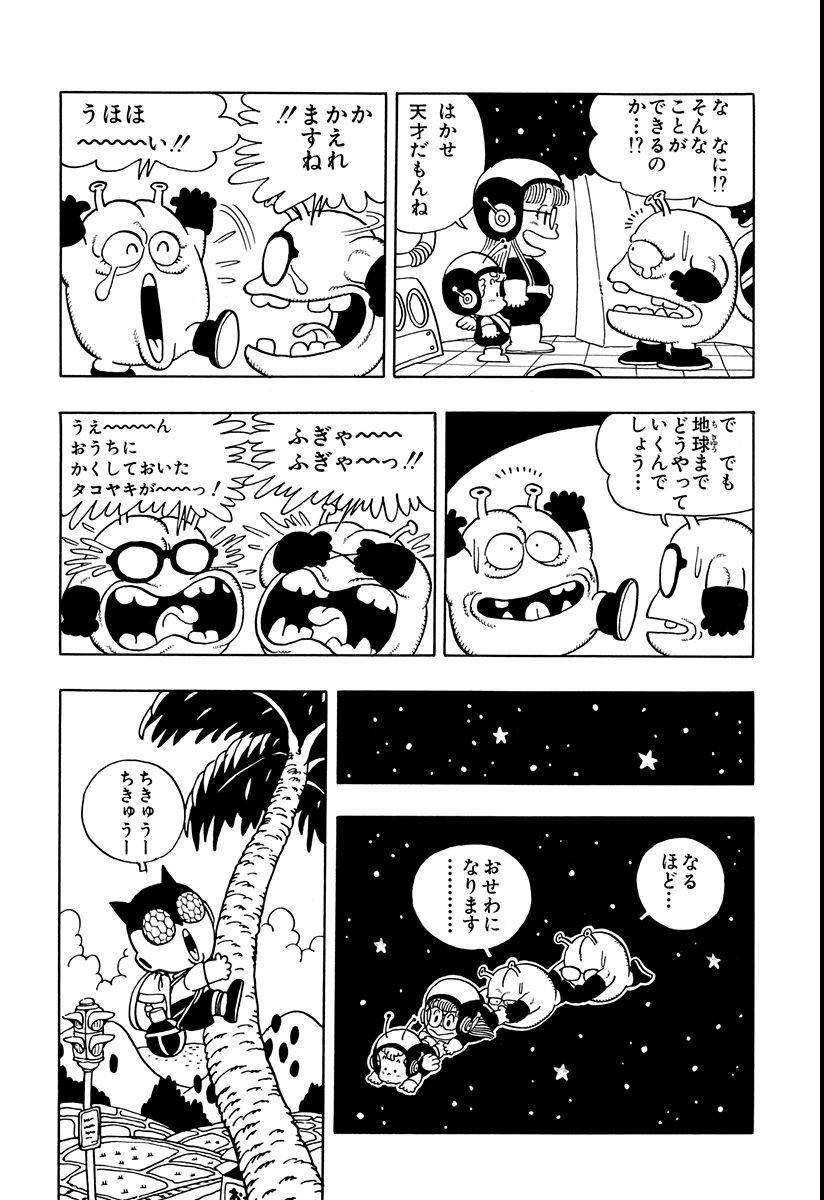 な なに!?
そんな
ことが
できるの
か…!?
はかせ
天才だもんね
か
かえれ
ますね
!!
うほほ
〜〜〜〜〜い!!
で でも
地球まで
ちきゅう
どうやって
いくんで
しょう…
ふぎゃ〜〜〜
ふぎゃ〜っ!!
うえ〜〜〜〜ん
おうちに
かくしておいた
タコヤキが〜〜〜っ!
なる
ほど…
おせわに
なります
…………
ちきゅうー
ちきゅうー